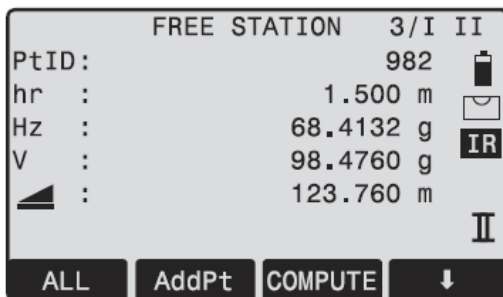 FREE STATION 3/I II
PtID: 982
hr : 1.500 m
Hz : 68.4132 g
IR
V : 98.4760 g
: 123.760 m
II
ALL AddPt COMPUTE ⬇